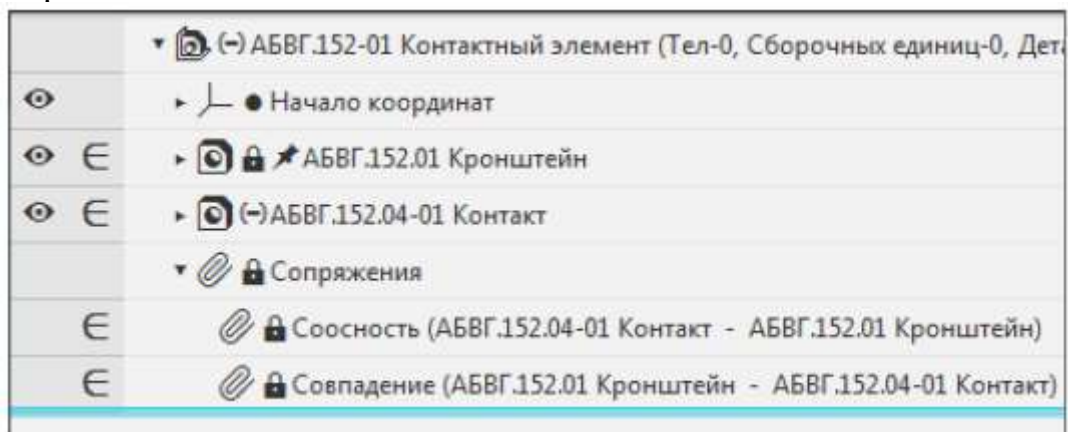 (-) АБВГ.152-01 Контактный элемент (Тел-0, Сборочных единиц-0,
Начало координат
∈ АБВГ.152.01 Кронштейн
∈ (-)АБВГ.152.04-01 Контакт
Сопряжения
∈ Соосность (АБВГ.152.04-01 Контакт - АБВГ.152.01 Кронштейн)
∈ Совпадение (АБВГ.152.01 Кронштейн - АБВГ.152.04-01 Контакт)